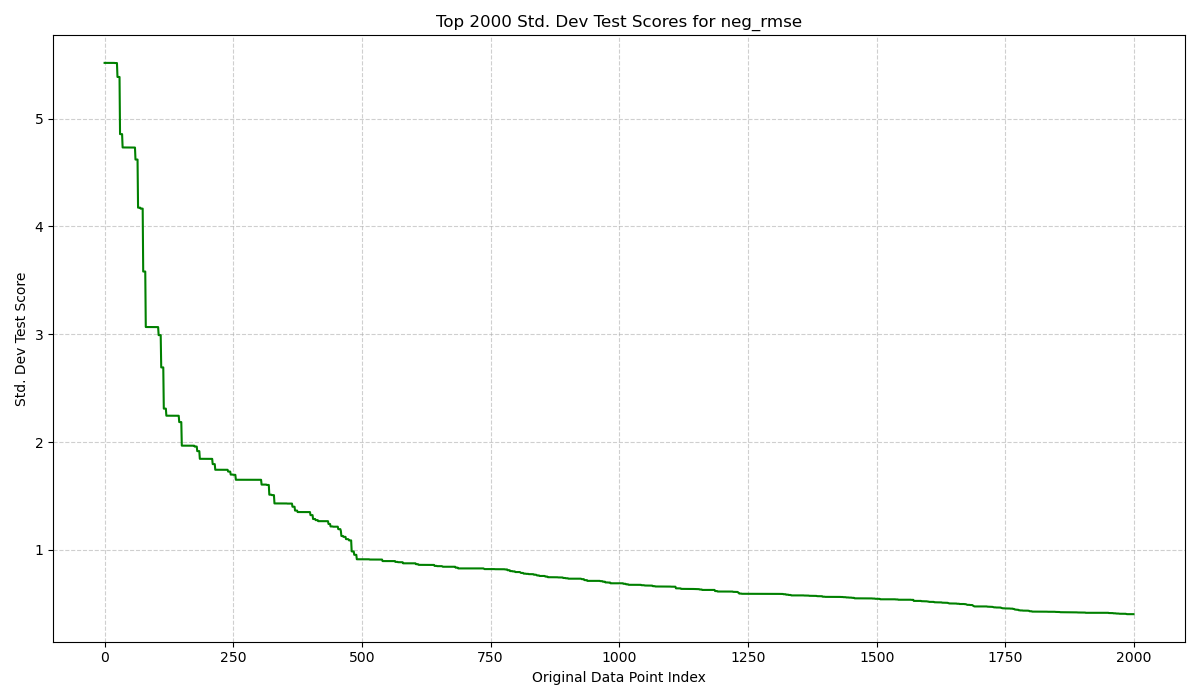 Top 2000 Std. Dev Test Scores for neg_rmse
Std. Dev Test Score
5
4
3
2
1
0 250 500 750 1000 1250 1500 1750 2000
Original Data Point Index